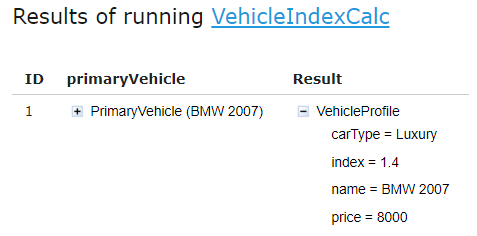 Results of running VehicleIndexCalc
ID primaryVehicle Result
1 PrimaryVehicle (BMW 2007) VehicleProfile
carType = Luxury
index = 1.4
name = BMW 2007
price = 8000